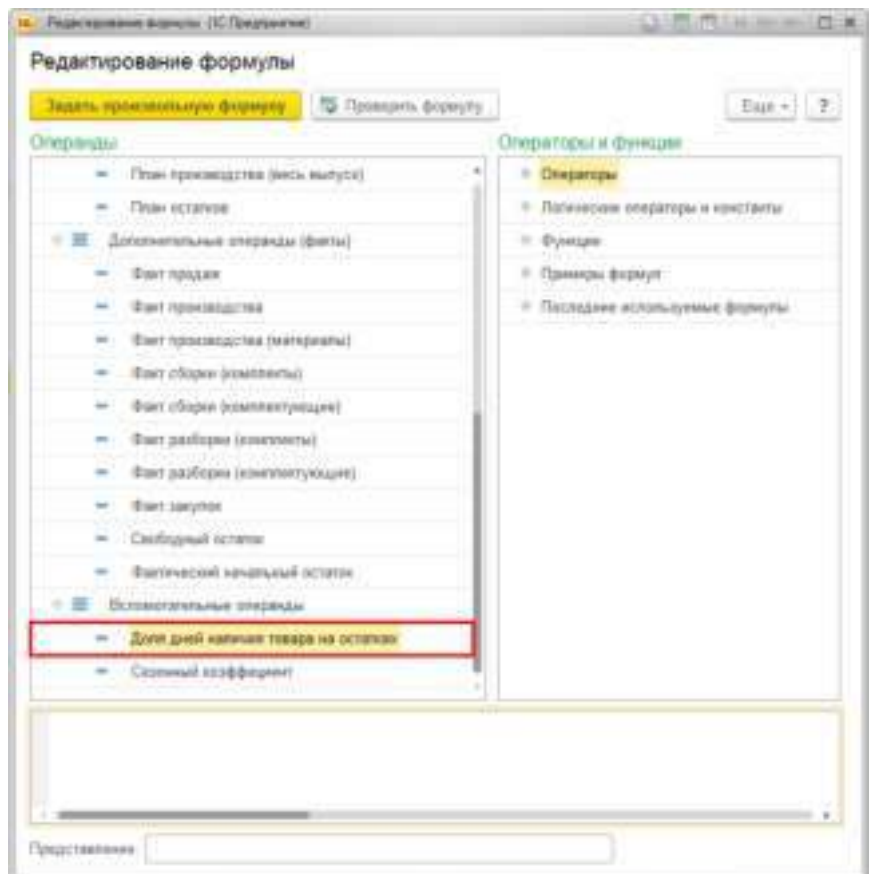 Редактирование формулы (1С:Предприятие)
Редактирование формулы
Задать произвольную формулу
Проверить формулу
Еще
?
Операнды
План производства (весь выпуск)
План остатков
Дополнительные операнды (факты)
Факт продаж
Факт производства
Факт производства (материалы)
Факт сборки (комплекты)
Факт сборки (комплектующие)
Факт разборки (комплекты)
Факт разборки (комплектующие)
Факт закупок
Свободный остаток
Фактический начальный остаток
Вспомогательные операнды
Доля дней наличия товара на остатках
Сезонный коэффициент
Операторы и функции
Операторы
Логические операторы и константы
Функции
Примеры формул
Последние используемые формулы
Представление